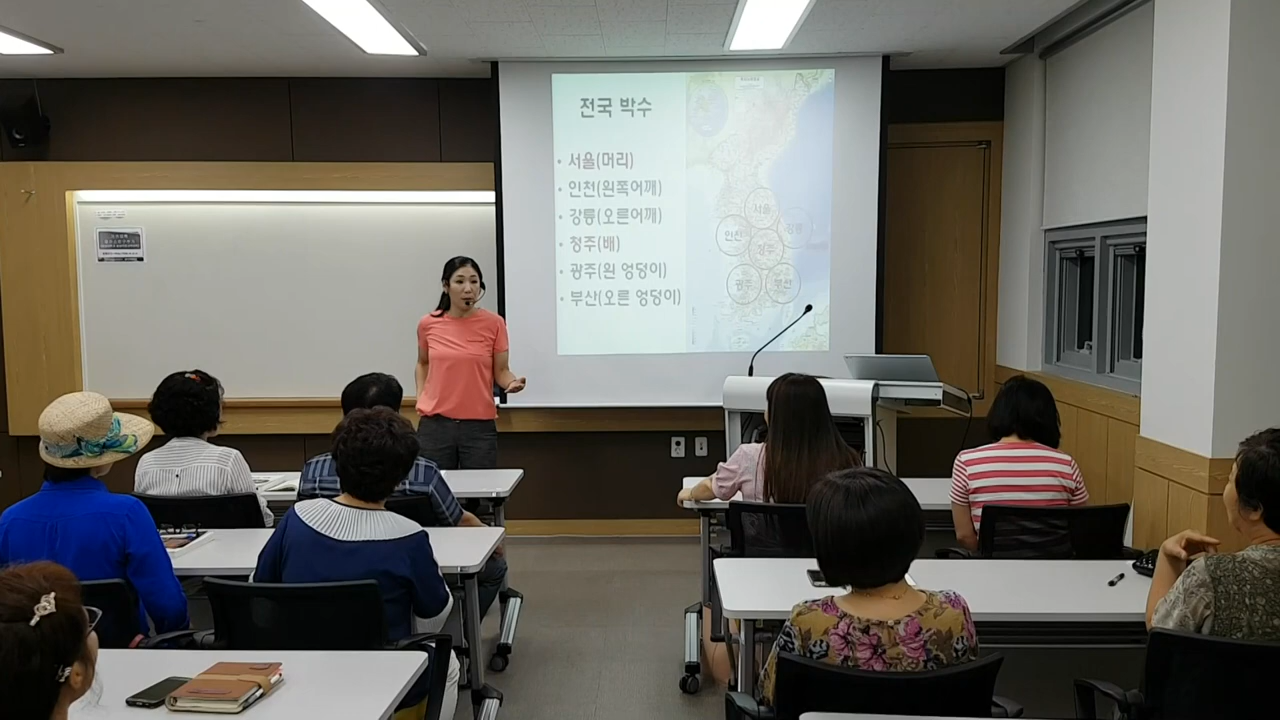 전국 박수
• 서울(머리)
• 인천(왼쪽어깨)
• 강릉(오른어깨)
• 청주(배)
• 광주(왼 엉덩이)
• 부산(오른 엉덩이)
서울
인천
강릉
청주
광주
부산